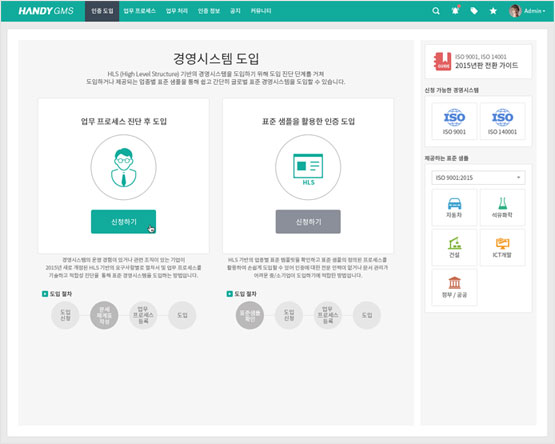 HANDY GMS 인증 도입 업무 프로세스 업무 처리 인증 정보 공지 커뮤니티 Admin
경영시스템 도입
HLS (High Level Structure) 기반의 경영시스템을 도입하기 위해 도입 진단 단계를 거쳐
도입하거나 제공되는 업종별 표준 샘플을 통해 쉽고 간단히 글로벌 표준 경영시스템을 도입할 수 있습니다.
업무 프로세스 진단 후 도입
신청하기
경영시스템의 운영 경험이 있거나 관련 조직이 있는 기업이
2015년 새로 개정된 HLS 기반의 요구사항별로 절차서 및 업무 프로세스를
기술하고 적합성 진단을 통해 표준 경영시스템을 도입하는 방법입니다.
도입 절차
도입
신청
문서
체계도
작성
업무
프로세스
등록
도입
표준 샘플을 활용한 인증 도입
HLS
신청하기
HLS 기반의 업종별 표준 템플릿을 확인하고 표준 샘플의 정의된 프로세스를
활용하여 손쉽게 도입할 수 있어 인증에 대한 전문 인력이 없거나 문서 관리가
어려운 중/소기업이 도입하기에 적합한 방법입니다.
도입 절차
표준샘플
확인
도입
신청
업무
프로세스
등록
도입
GUIDE
ISO 9001, ISO 14001
2015년판 전환 가이드
신청 가능한 경영시스템
ISO
ISO 9001
ISO
ISO 140001
제공하는 표준 샘플
ISO 9001:2015
자동차
석유화학
건설
ICT개발
정부 / 공공